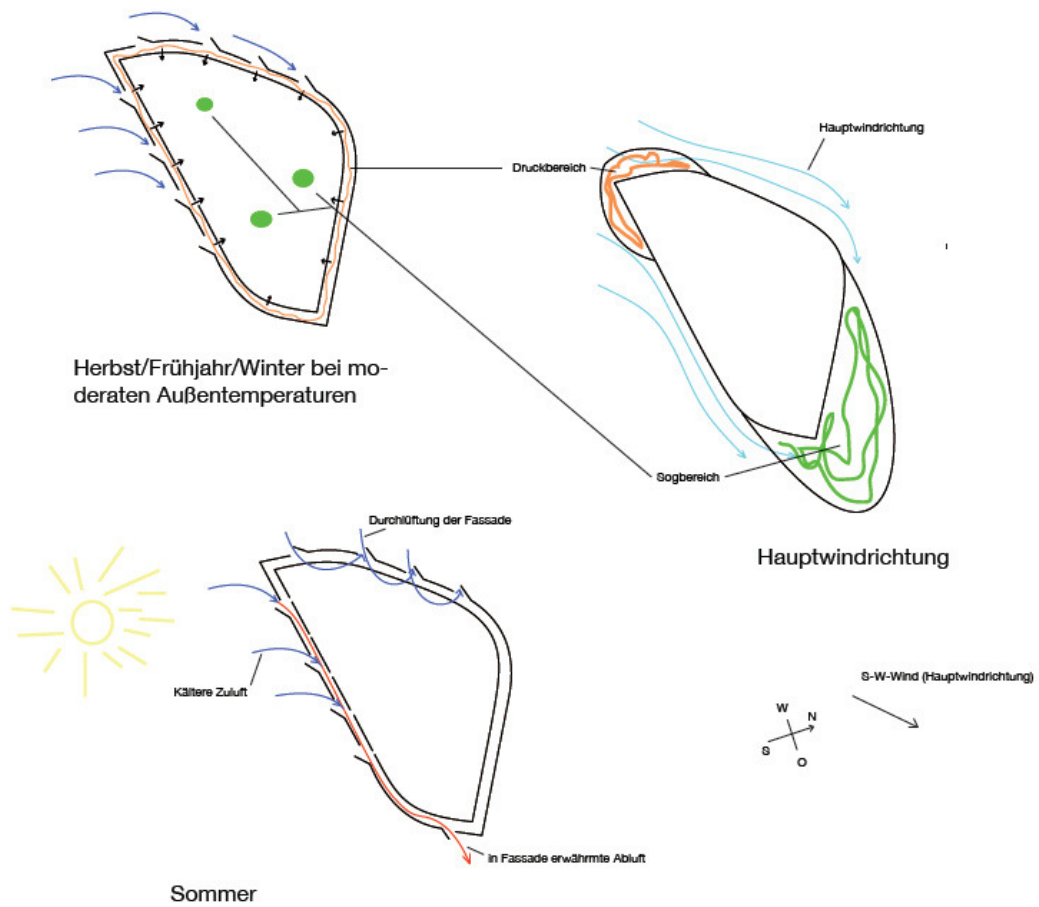 Hauptwindrichtung
Druckbereich
Herbst/Frühjahr/Winter bei mo-
deraten Außentemperaturen
Sogbereich
Durchlüftung der Fassade
Hauptwindrichtung
Kältere Zuluft
S-W-Wind (Hauptwindrichtung)
W
N
S
O
in Fassade erwährmte Abluft
Sommer